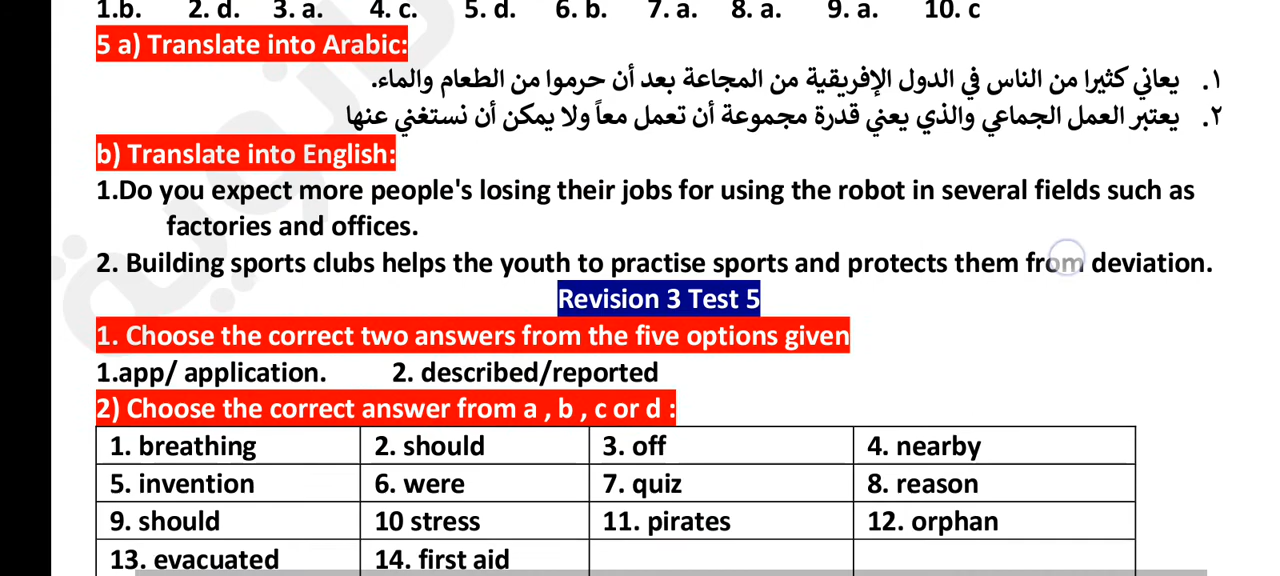 1.b. 2. d. 3. a. 4. c. 5. d. 6. b. 7. a. 8. a. 9. a. 10. c
5 a) Translate into Arabic:
١. يعاني كثيرا من الناس في الدول الإفريقية من المجاعة بعد أن حرموا من الطعام والماء.
٢. يعتبر العمل الجماعي والذي يعني قدرة مجموعة أن تعمل معاً ولا يمكن أن نستغني عنها
b) Translate into English:
1.Do you expect more people's losing their jobs for using the robot in several fields such as
factories and offices.
2. Building sports clubs helps the youth to practise sports and protects them from deviation.
Revision 3 Test 5
1. Choose the correct two answers from the five options given
1.app/ application. 2. described/reported
2) Choose the correct answer from a , b , c or d :
1. breathing 2. should 3. off 4. nearby
5. invention 6. were 7. quiz 8. reason
9. should 10 stress 11. pirates 12. orphan
13. evacuated 14. first aid